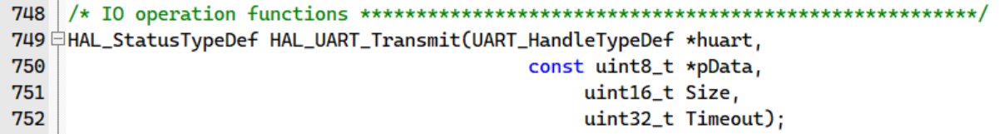 748 /* IO operation functions *******************************************************/
749 HAL_StatusTypeDef HAL_UART_Transmit(UART_HandleTypeDef *huart,
750 const uint8_t *pData,
751 uint16_t Size,
752 uint32_t Timeout);